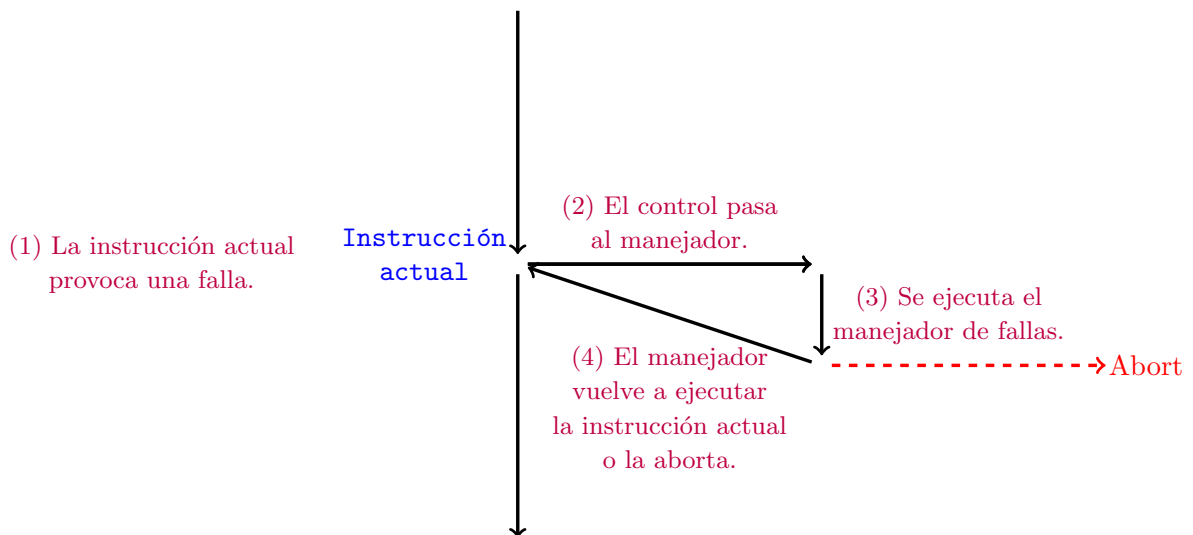 (1) La instrucción actual
provoca una falla.
Instrucción
actual
(2) El control pasa
al manejador.
(3) Se ejecuta el
manejador de fallas.
(4) El manejador
vuelve a ejecutar
la instrucción actual
o la aborta.
Abort